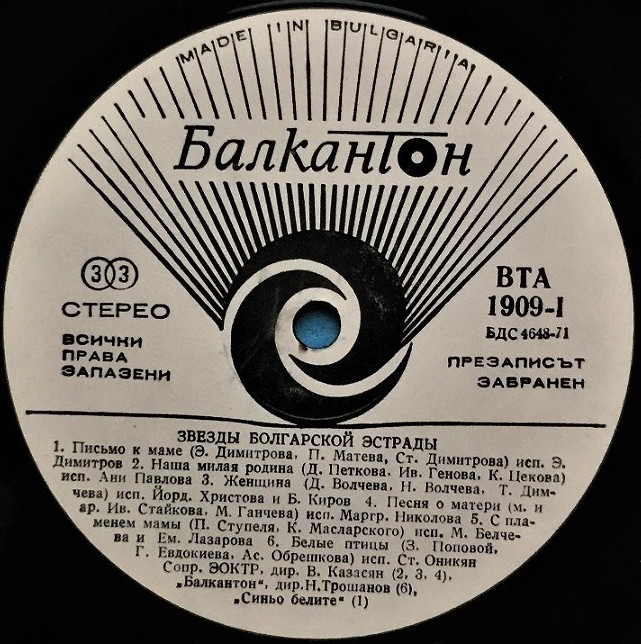 MADE IN BULGARIA
Балкантон
33
СТЕРЕО
ВСИЧКИ
ПРАВА
ЗАПАЗЕНИ
ВТА
1909-I
БДС 4648-71
ПРЕЗАПИСЪТ
ЗАБРАНЕН
ЗВЕЗДЫ БОЛГАРСКОЙ ЭСТРАДЫ
1. Письмо к маме (Э. Димитрова, П. Матева, Ст. Димитрова) исп. Э.
Димитров 2. Наша милая родина (Д. Петкова, Ив. Генова, К. Цекова)
исп. Ани Павлова 3. Женщина (Д. Волчева, Н. Волчева, Т. Дим-
чева) исп. Йорд. Христова и Б. Киров 4. Песня о матери (м. и
ар. Ив. Стайкова, М. Ганчева) исп. Маргр. Николова 5. С пла-
менем мамы (П. Ступеля, К. Масларского) исп. М. Белче-
ва и Ем. Лазарова 6. Белые птицы (З. Поповой,
Г. Евдокиева, Ас. Обрешкова) исп. Ст. Оникян
Сопр. ЭОКТР, дир. В. Казасян (2, 3, 4),
„Балкантон“, дир. Н. Трошанов (6),
„Синьо белите“ (1)